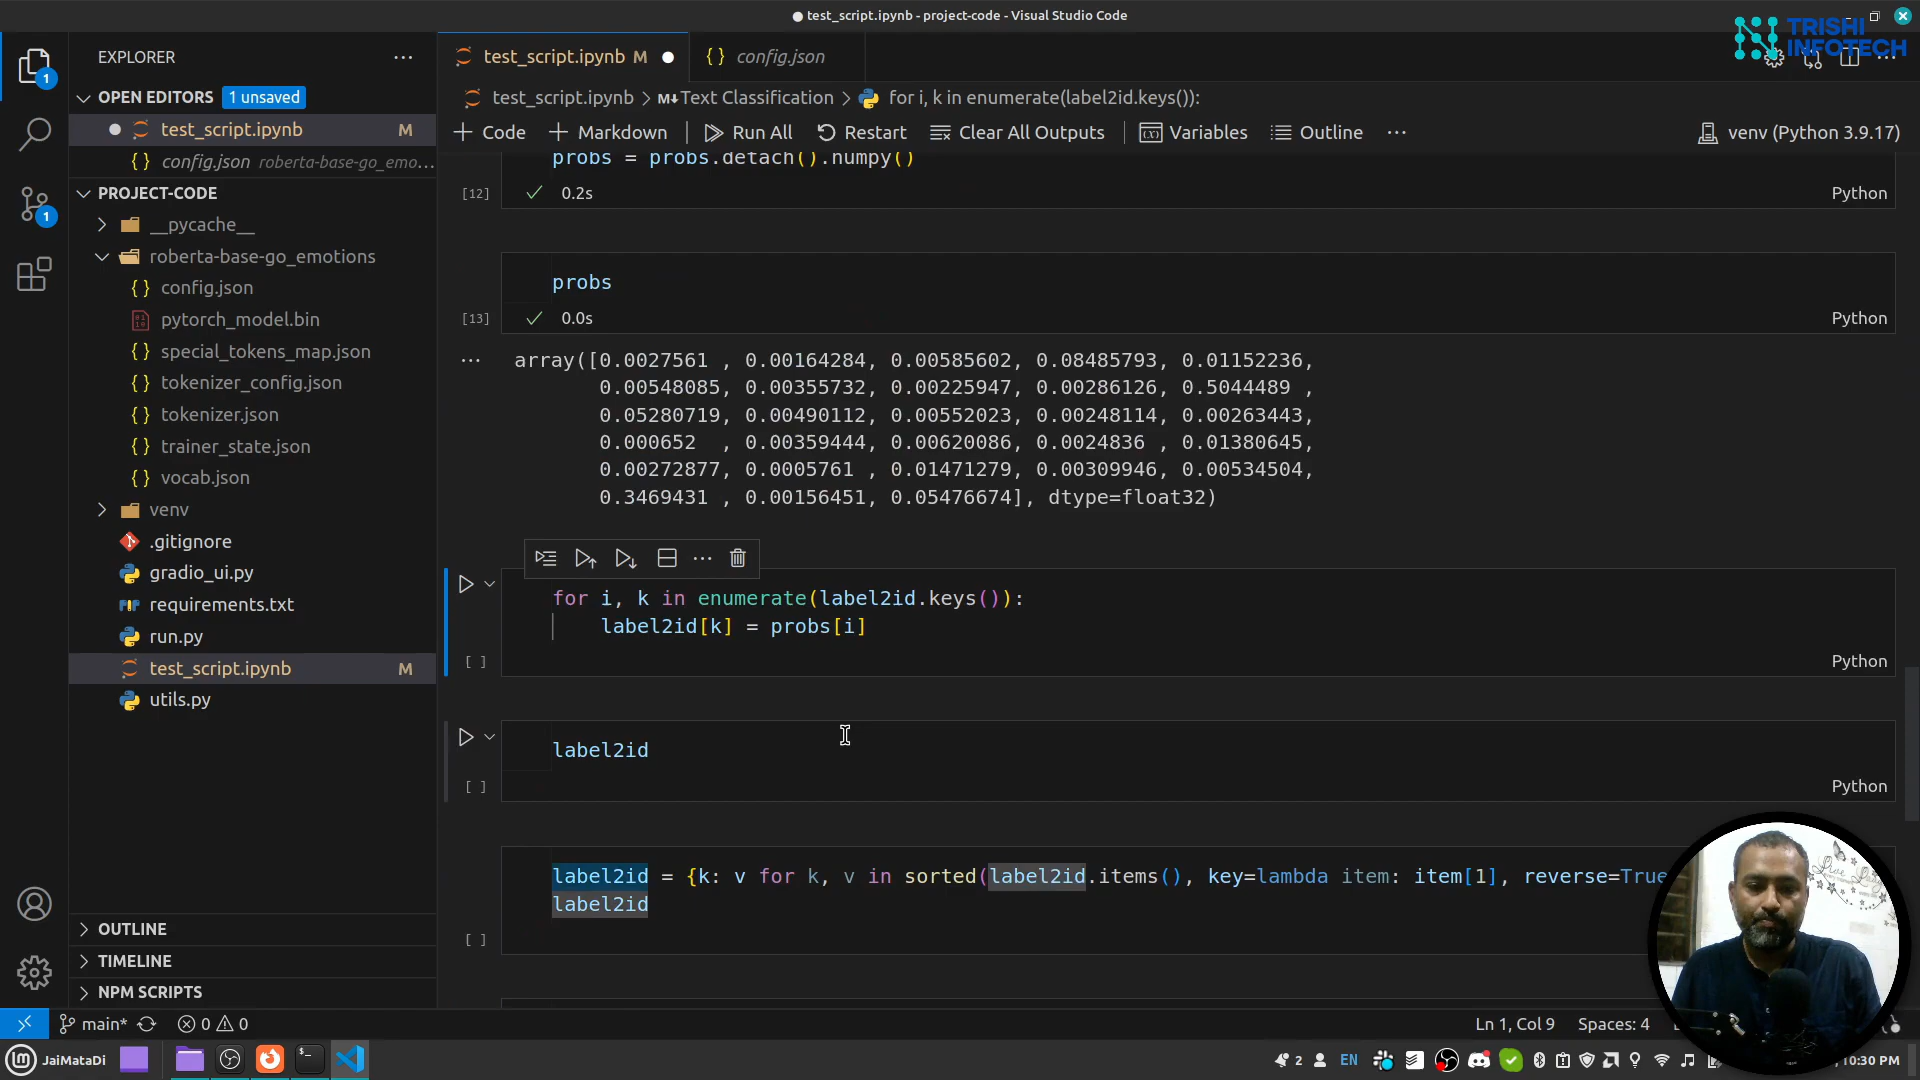 test_script.ipynb - project-code - Visual Studio Code
TRISHI
INFOTECH
EXPLORER
test_script.ipynb M
config.json
OPEN EDITORS 1 unsaved
test_script.ipynb > M Text Classification > for i, k in enumerate(label2id.keys()):
test_script.ipynb M
+ Code + Markdown Run All Restart Clear All Outputs Variables Outline ... venv (Python 3.9.17)
config.json roberta-base-go_emo...
PROJECT-CODE
__pycache__
roberta-base-go_emotions
config.json
pytorch_model.bin
special_tokens_map.json
tokenizer_config.json
tokenizer.json
trainer_state.json
vocab.json
venv
.gitignore
gradio_ui.py
requirements.txt
run.py
test_script.ipynb M
utils.py
OUTLINE
TIMELINE
NPM SCRIPTS
probs = probs.detach().numpy()
[12] 0.2s Python
probs
[13] 0.0s Python
array([0.0027561 , 0.00164284, 0.00585602, 0.08485793, 0.01152236,
0.00548085, 0.00355732, 0.00225947, 0.00286126, 0.5044489 ,
0.05280719, 0.00490112, 0.00552023, 0.00248114, 0.00263443,
0.000652  , 0.00359444, 0.00620086, 0.0024836 , 0.01380645,
0.00272877, 0.0005761 , 0.01471279, 0.00309946, 0.00534504,
0.3469431 , 0.00156451, 0.05476674], dtype=float32)
for i, k in enumerate(label2id.keys()):
label2id[k] = probs[i]
[ ] Python
label2id
[ ] Python
label2id = {k: v for k, v in sorted(label2id.items(), key=lambda item: item[1], reverse=True
label2id
[ ]
main* 0 0 Ln 1, Col 9 Spaces: 4
JaiMataDi 2 EN 10:30 PM